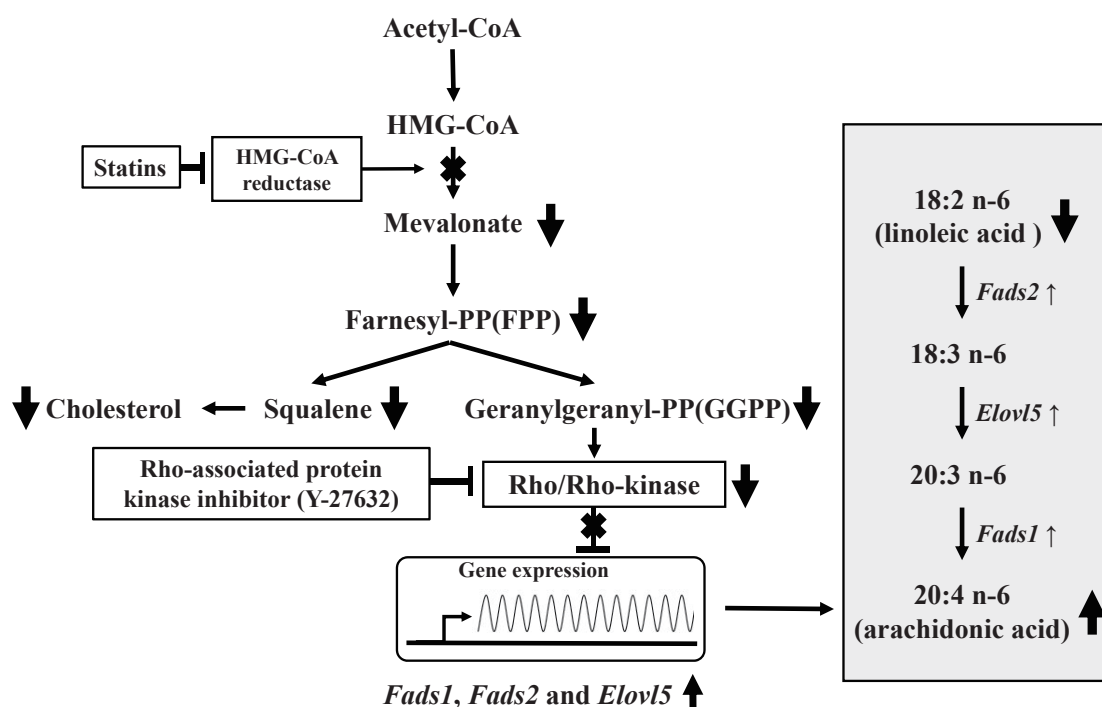 Acetyl-CoA
HMG-CoA
Statins
HMG-CoA
reductase
Mevalonate
Farnesyl-PP(FPP)
Cholesterol
Squalene
Geranylgeranyl-PP(GGPP)
Rho-associated protein
kinase inhibitor (Y-27632)
Rho/Rho-kinase
Gene expression
Fads1, Fads2 and Elovl5
18:2 n-6
(linoleic acid )
Fads2 ↑
18:3 n-6
Elovl5 ↑
20:3 n-6
Fads1 ↑
20:4 n-6
(arachidonic acid)